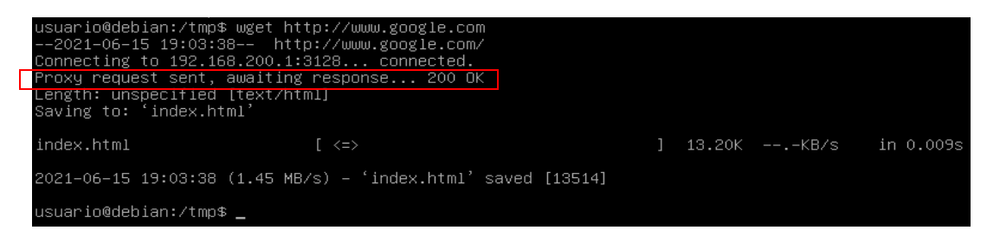 usuario@debian:/tmp$ wget http://www.google.com
--2021-06-15 19:03:38--  http://www.google.com/
Connecting to 192.168.200.1:3128... connected.
Proxy request sent, awaiting response... 200 OK
Length: unspecified [text/html]
Saving to: ‘index.html’
index.html                    [ <=>                                   ]  13.20K  --.-KB/s    in 0.009s
2021-06-15 19:03:38 (1.45 MB/s) - ‘index.html’ saved [13514]
usuario@debian:/tmp$ _